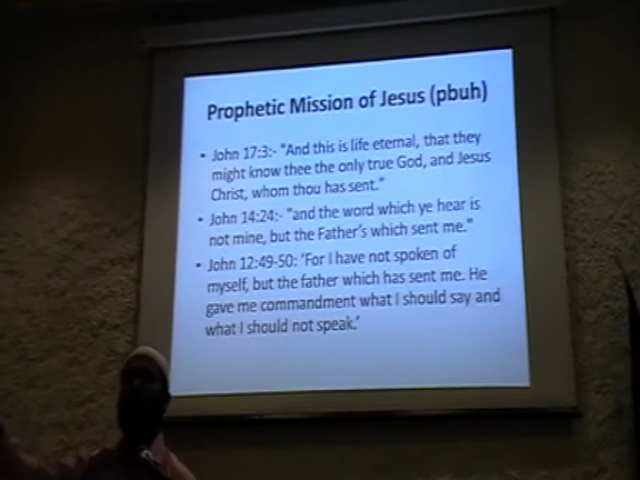 Prophetic Mission of Jesus (pbuh)
• John 17:3:- "And this is life eternal, that they
might know thee the only true God, and Jesus
Christ, whom thou has sent."
• John 14:24:- "and the word which ye hear is
not mine, but the Father's which sent me."
• John 12:49-50: 'For I have not spoken of
myself, but the father which has sent me. He
gave me commandment what I should say and
what I should not speak.'